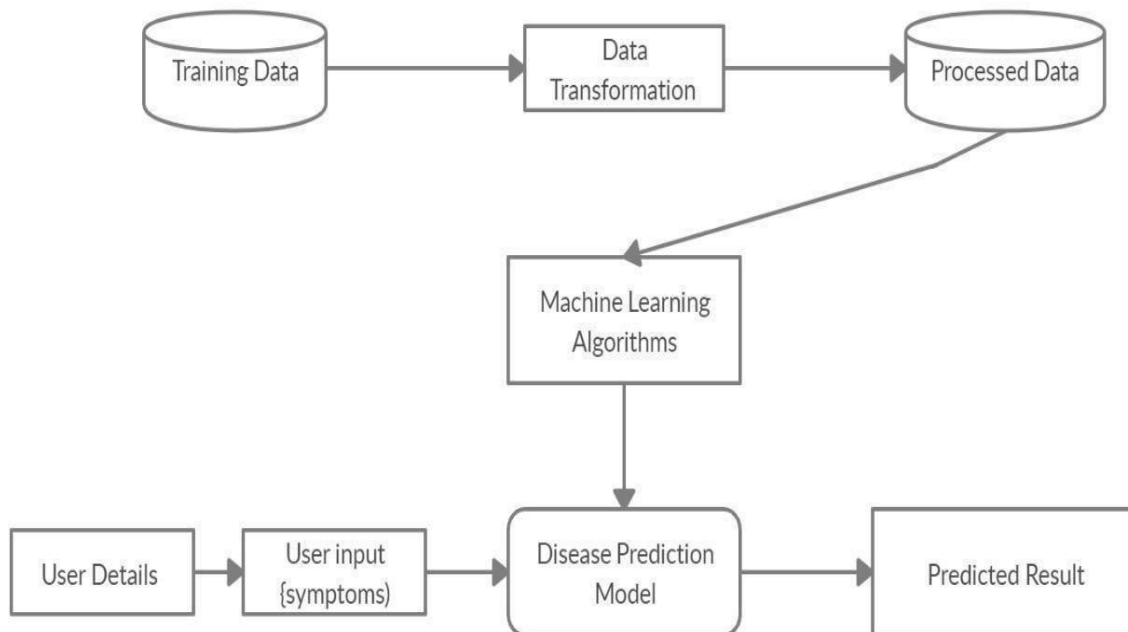 Training Data
Data
Transformation
Processed Data
Machine Learning
Algorithms
User Details
User input
{symptoms)
Disease Prediction
Model
Predicted Result